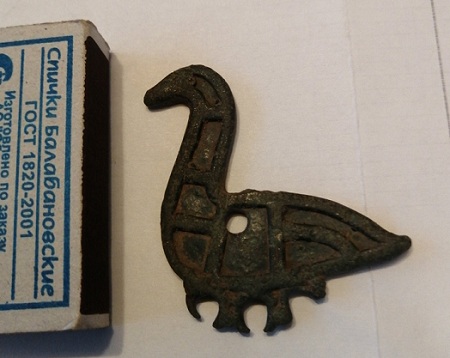 Спички Балабановские
ГОСТ 1820-2001
Изготовлено по заказу